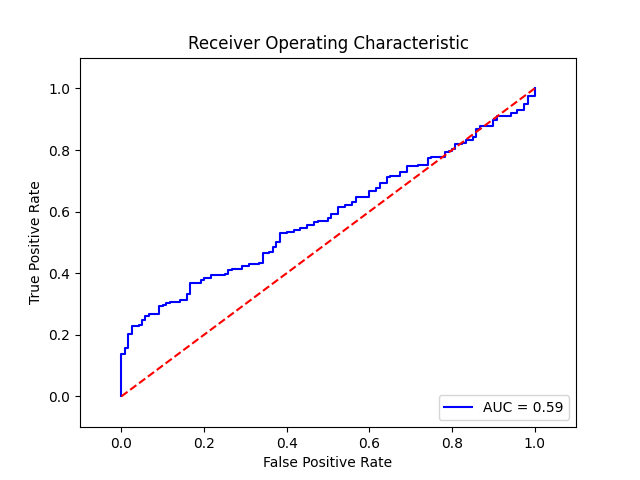 Receiver Operating Characteristic
True Positive Rate
1.0
0.8
0.6
0.4
0.2
0.0
AUC = 0.59
0.0 0.2 0.4 0.6 0.8 1.0
False Positive Rate